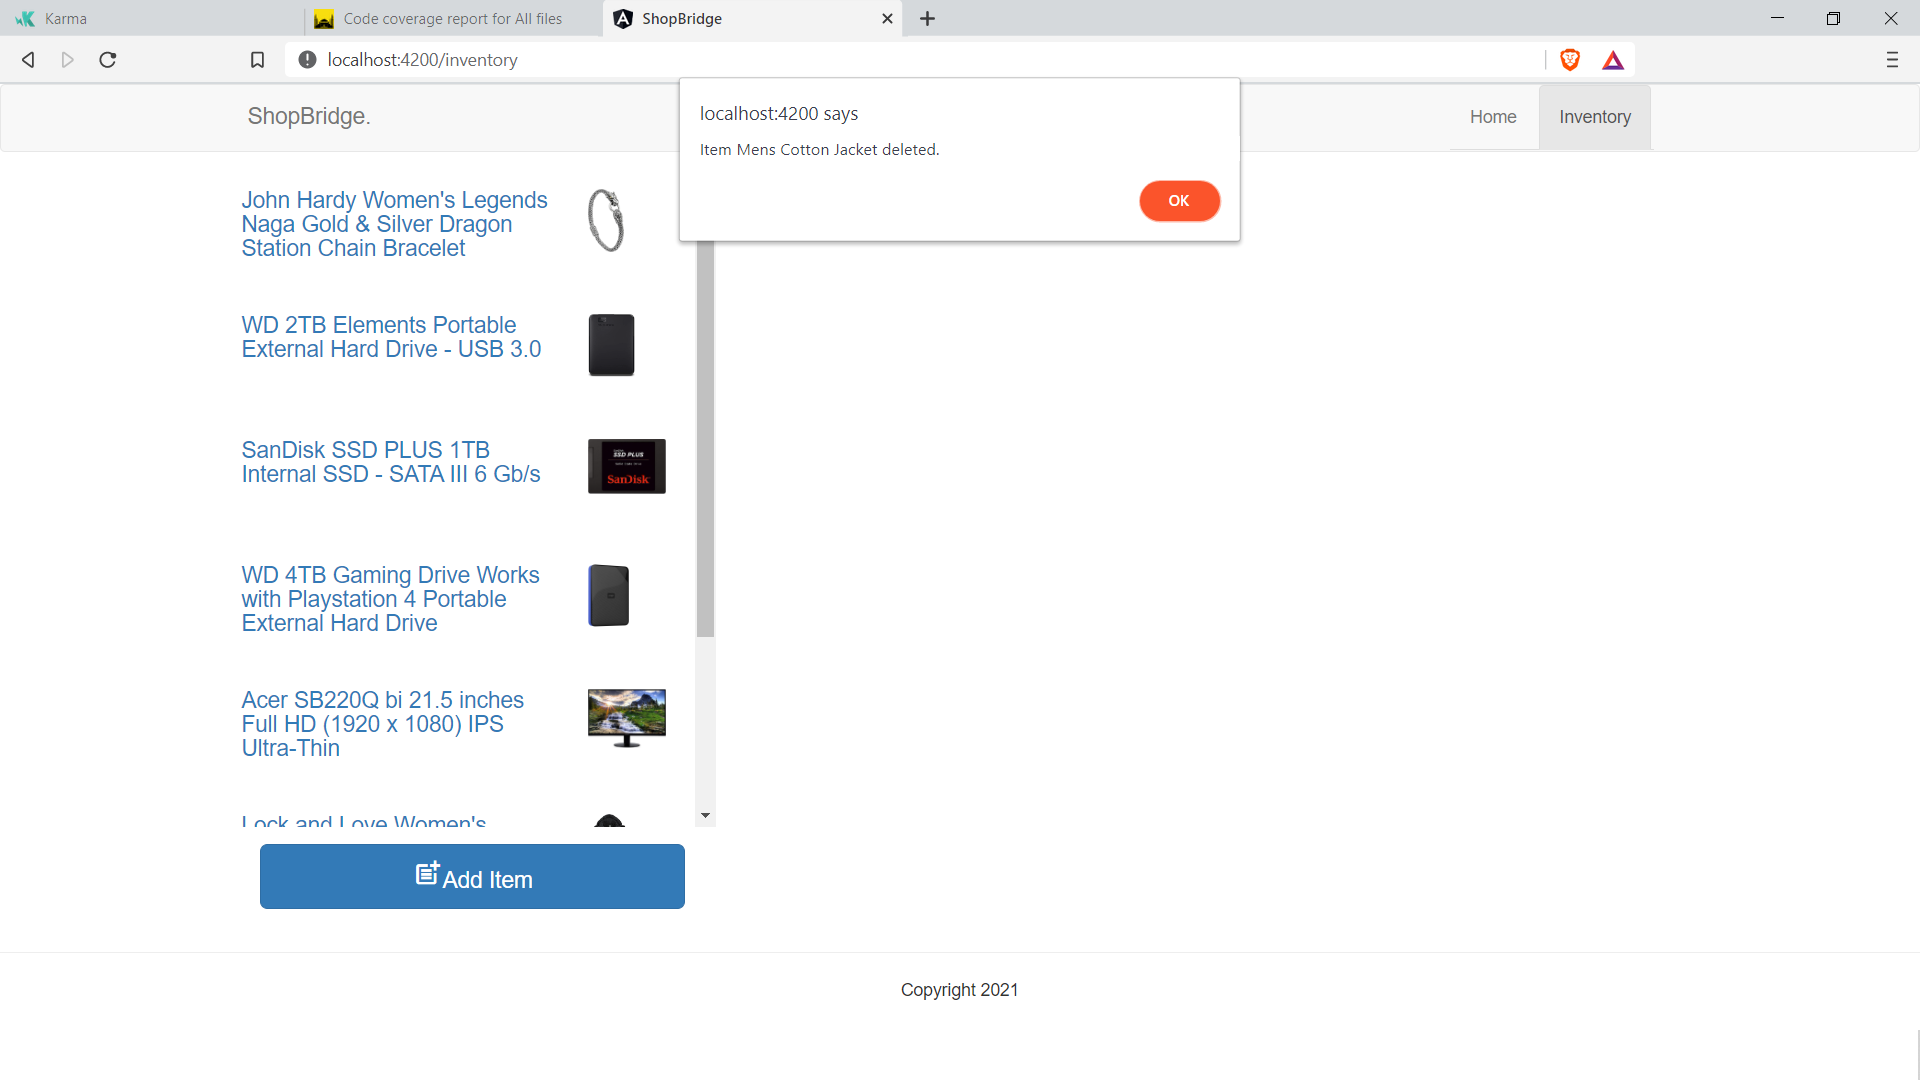 Karma
Code coverage report for All files
ShopBridge
localhost:4200/inventory
localhost:4200 says
Item Mens Cotton Jacket deleted.
OK
ShopBridge.
Home
Inventory
John Hardy Women's Legends
Naga Gold & Silver Dragon
Station Chain Bracelet
WD 2TB Elements Portable
External Hard Drive - USB 3.0
SanDisk SSD PLUS 1TB
Internal SSD - SATA III 6 Gb/s
SSD PLUS
SanDisk
WD 4TB Gaming Drive Works
with Playstation 4 Portable
External Hard Drive
Acer SB220Q bi 21.5 inches
Full HD (1920 x 1080) IPS
Ultra-Thin
Lock and Love Women's
Add Item
Copyright 2021